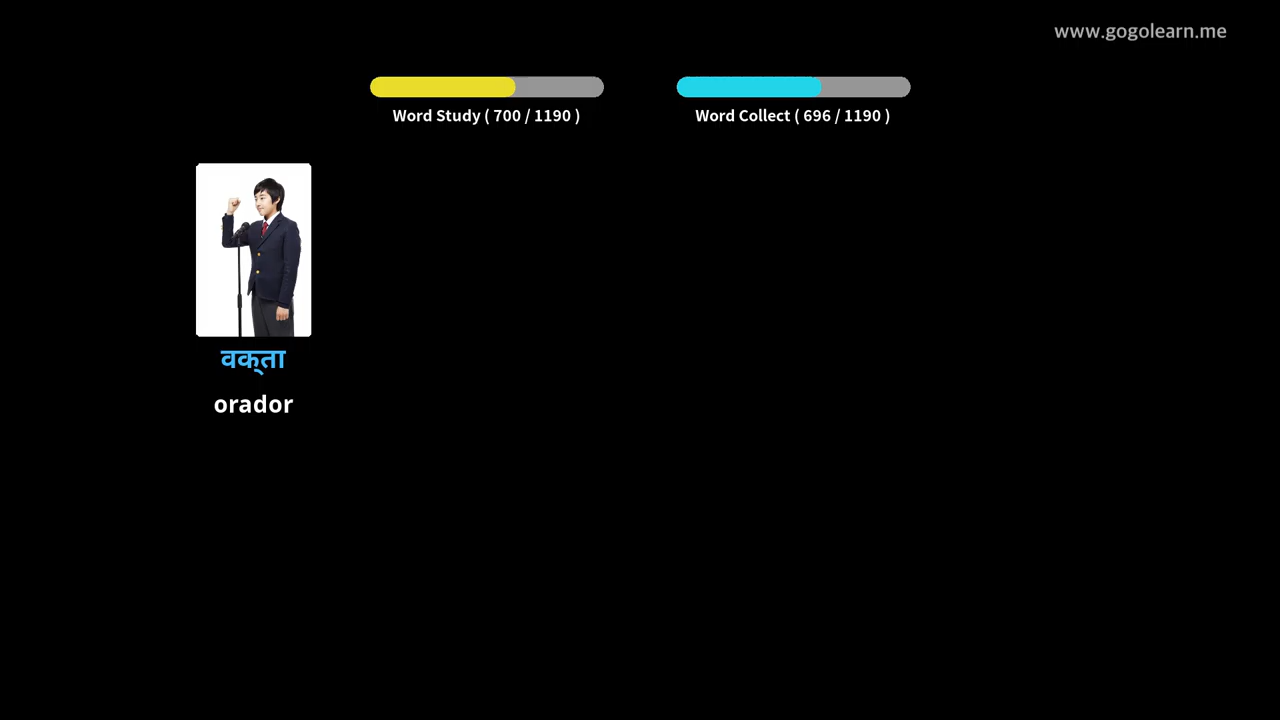 www.gogolearn.me
Word Study ( 700 / 1190 )
Word Collect ( 696 / 1190 )
वक्‌ता
orador